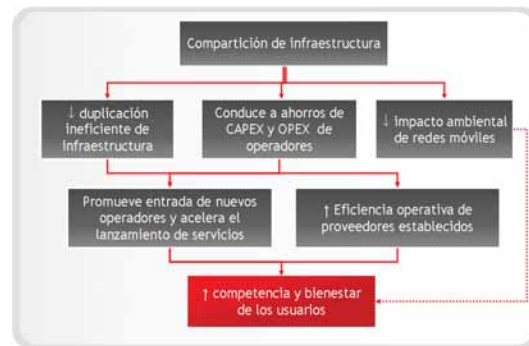 Compartición de infraestructura
↓ duplicación
ineficiente de
infraestructura
Conduce a ahorros de
CAPEX y OPEX de
operadores
↓ impacto ambiental
de redes móviles
Promueve entrada de nuevos
operadores y acelera el
lanzamiento de servicios
↑ Eficiencia operativa de
proveedores establecidos
↑ competencia y bienestar
de los usuarios